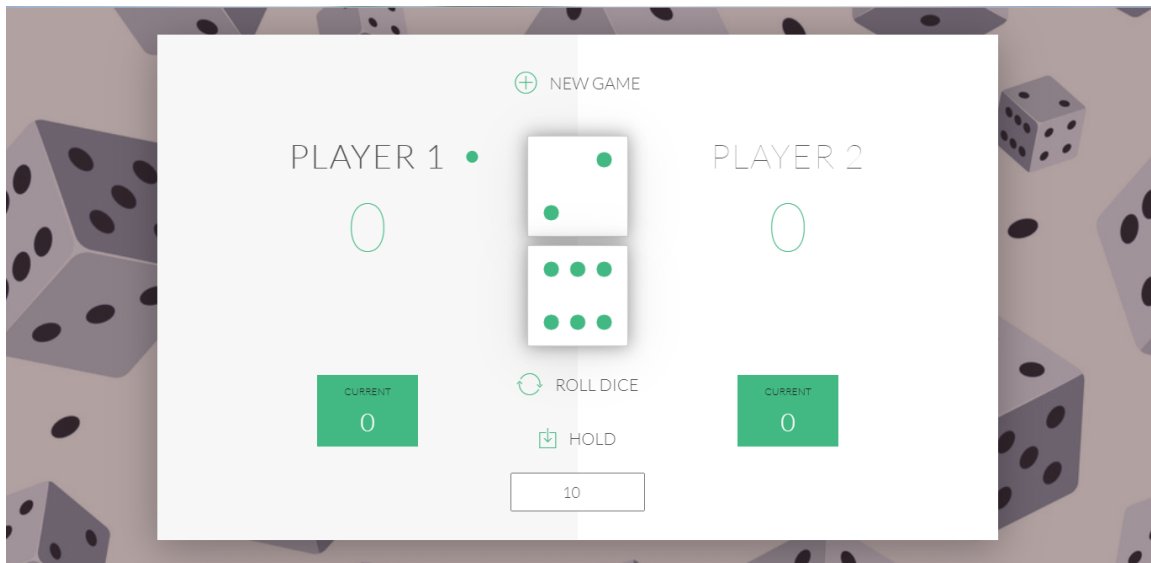 NEW GAME
PLAYER 1
0
PLAYER 2
0
CURRENT
0
ROLL DICE
HOLD
10
CURRENT
0